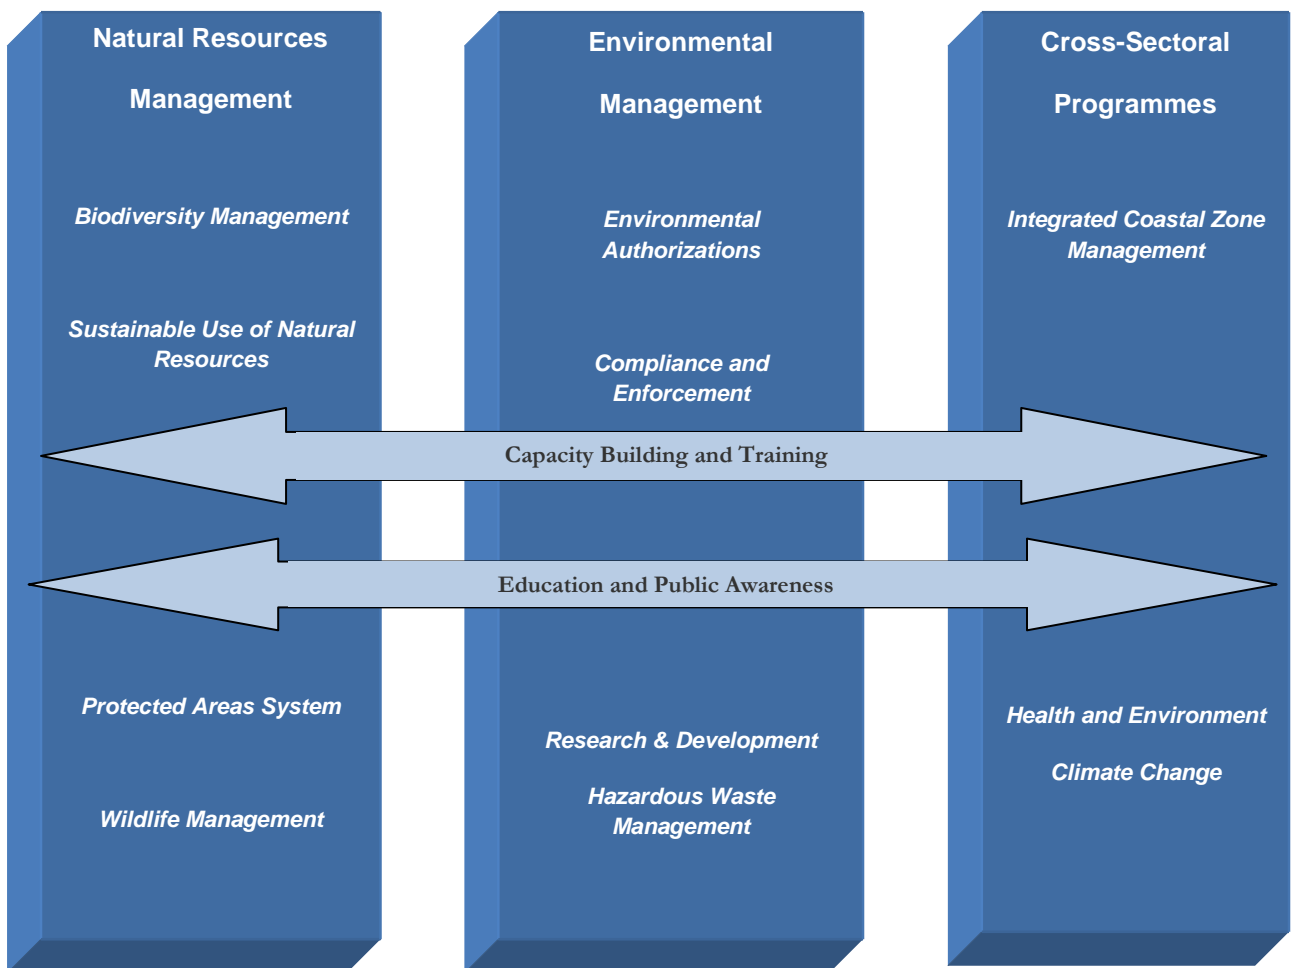 Natural Resources
Management
Biodiversity Management
Sustainable Use of Natural
Resources
Environmental
Management
Environmental
Authorizations
Compliance and
Enforcement
Cross-Sectoral
Programmes
Integrated Coastal Zone
Management
Capacity Building and Training
Education and Public Awareness
Protected Areas System
Wildlife Management
Research & Development
Hazardous Waste
Management
Health and Environment
Climate Change